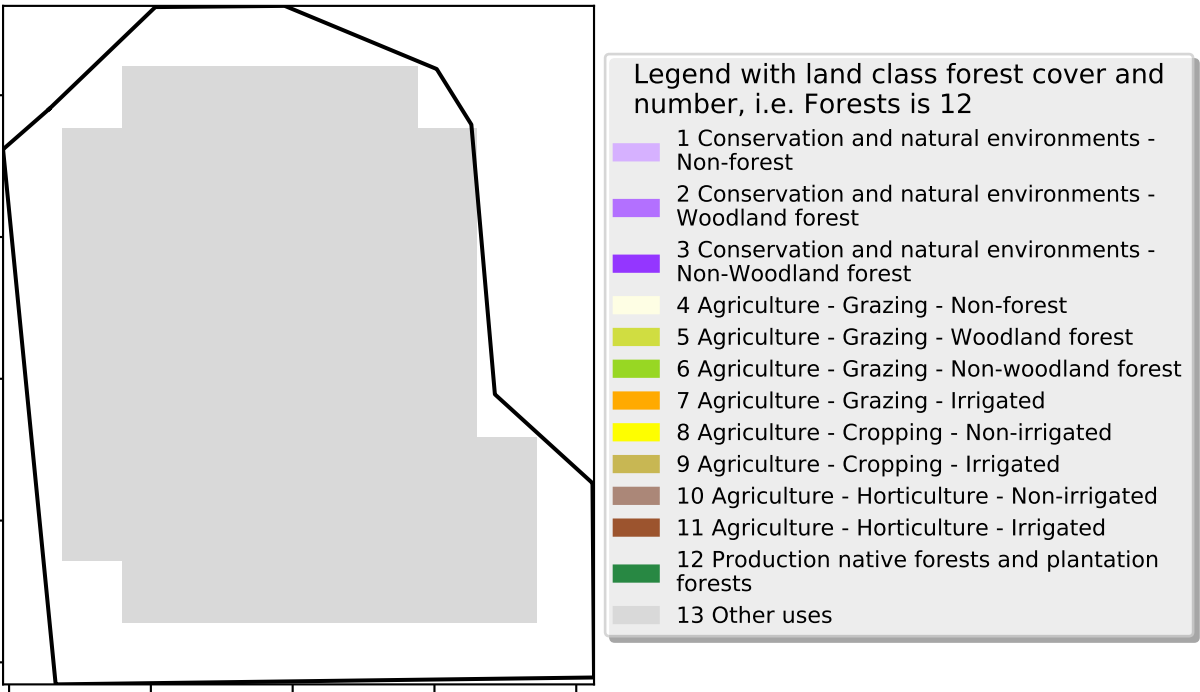 Legend with land class forest cover and
number, i.e. Forests is 12
1 Conservation and natural environments -
Non-forest
2 Conservation and natural environments -
Woodland forest
3 Conservation and natural environments -
Non-Woodland forest
4 Agriculture - Grazing - Non-forest
5 Agriculture - Grazing - Woodland forest
6 Agriculture - Grazing - Non-woodland forest
7 Agriculture - Grazing - Irrigated
8 Agriculture - Cropping - Non-irrigated
9 Agriculture - Cropping - Irrigated
10 Agriculture - Horticulture - Non-irrigated
11 Agriculture - Horticulture - Irrigated
12 Production native forests and plantation
forests
13 Other uses